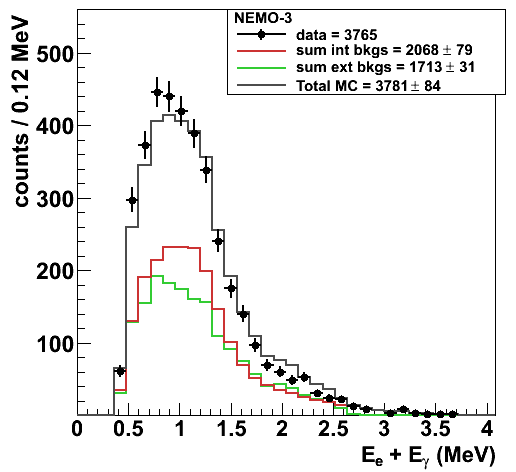 NEMO-3
data = 3765
sum int bkgs = 2068 ± 79
sum ext bkgs = 1713 ± 31
Total MC = 3781 ± 84
counts / 0.12 MeV
500
400
300
200
100
0 0.5 1 1.5 2 2.5 3 3.5 4
Eₑ + Eᵧ (MeV)